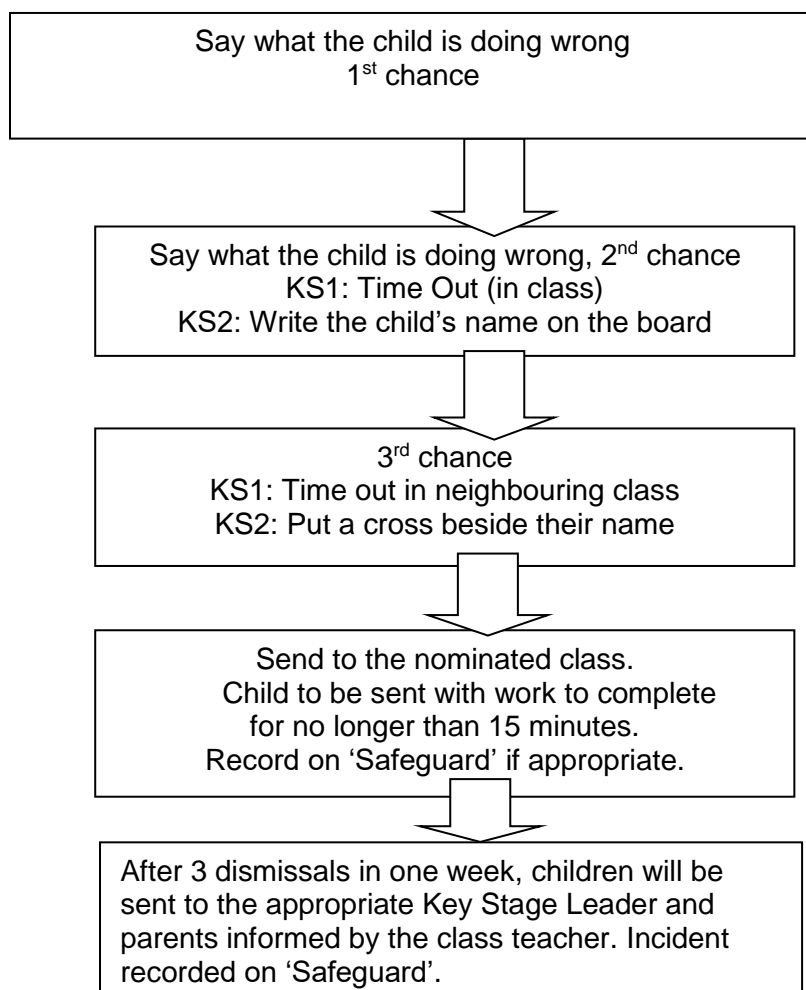 Say what the child is doing wrong
1st chance
Say what the child is doing wrong, 2nd chance
KS1: Time Out (in class)
KS2: Write the child’s name on the board
3rd chance
KS1: Time out in neighbouring class
KS2: Put a cross beside their name
Send to the nominated class.
Child to be sent with work to complete
for no longer than 15 minutes.
Record on ‘Safeguard’ if appropriate.
After 3 dismissals in one week, children will be
sent to the appropriate Key Stage Leader and
parents informed by the class teacher. Incident
recorded on ‘Safeguard’.